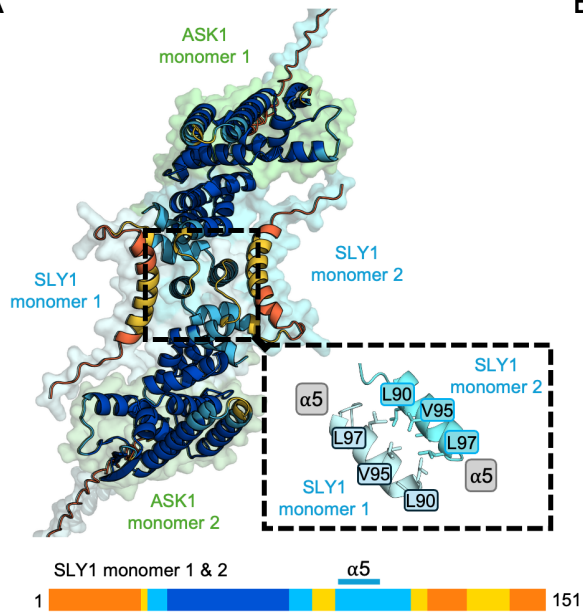 ASK1
monomer 1
SLY1
monomer 2
SLY1
monomer 1
SLY1
monomer 2
α5
L90
V95
L97
L97
α5
V95
SLY1
monomer 1
L90
ASK1
monomer 2
α5
SLY1 monomer 1 & 2
1
151